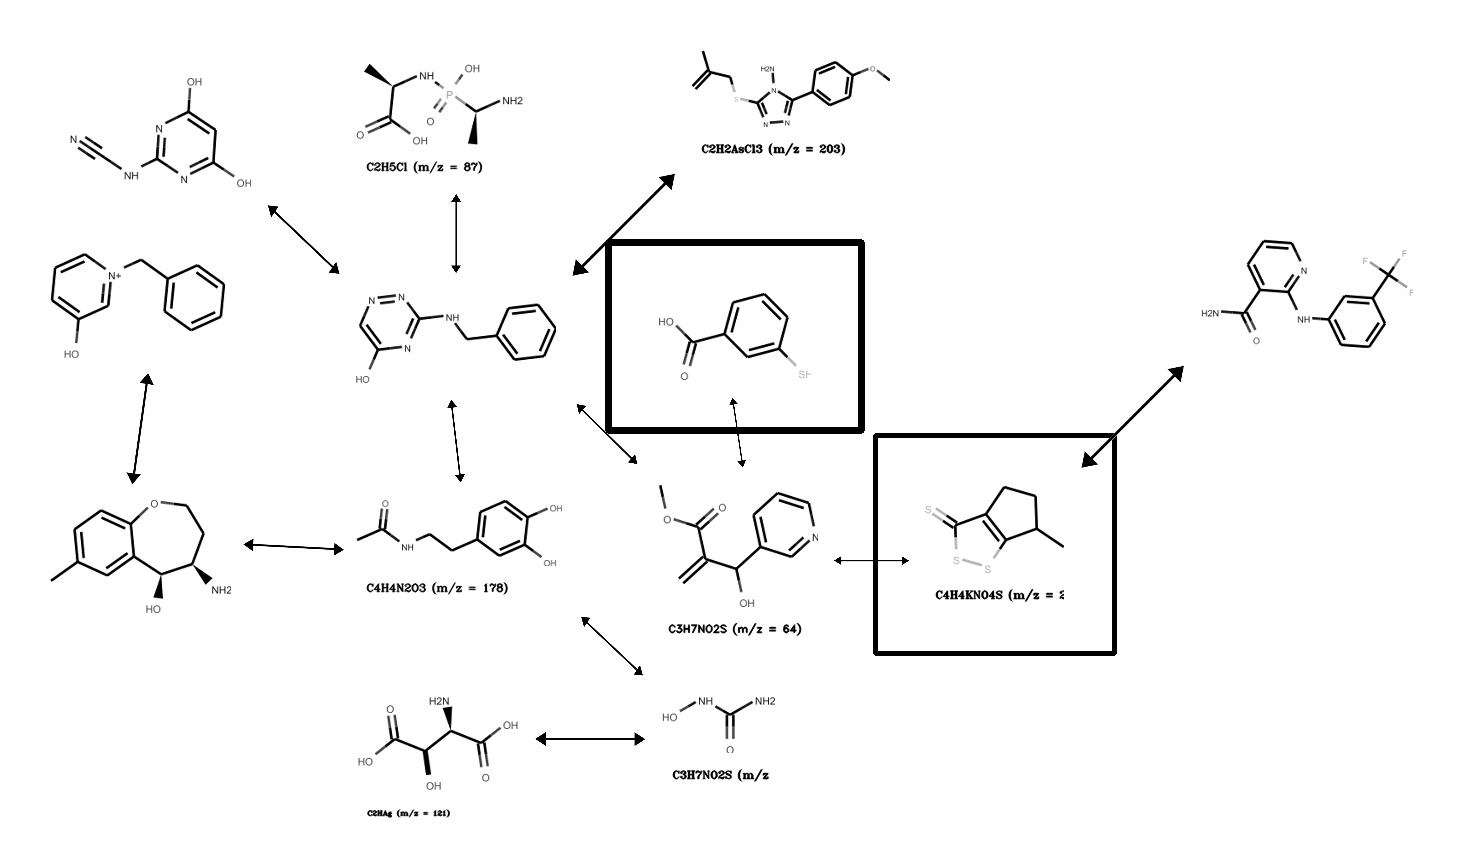 OH
N
N
N
NH
OH
NH
OH
P
O
O
OH
NH2
C2H5Cl (m/z = 87)
H2N
S
N
N
N
O
C2H2AsCl3 (m/z = 203)
N+
HO
N
N
N
NH
HO
HO
O
SH
N
F
F
F
H2N
O
NH
O
NH2
HO
O
NH
OH
OH
C4H4N2O3 (m/z = 178)
O
O
N
OH
C3H7NO2S (m/z = 64)
S
S
S
C4H4KNO4S (m/z =
H2N
O
OH
HO
OH
O
C2HAg (m/z = 121)
HO
NH
NH2
O
C3H7NO2S (m/z